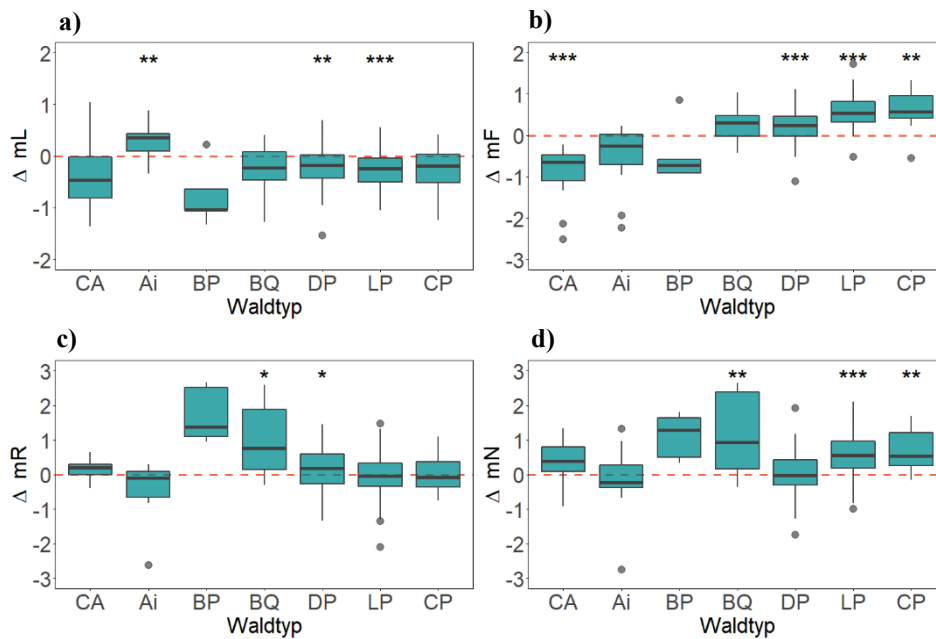 a)
** ** ***
2
1
0
-1
-2
Δ mL
CA Ai BP BQ DP LP CP
Waldtyp
b)
*** *** *** **
2
1
0
-1
-2
-3
Δ mF
CA Ai BP BQ DP LP CP
Waldtyp
c)
* *
3
2
1
0
-1
-2
-3
Δ mR
CA Ai BP BQ DP LP CP
Waldtyp
d)
** *** **
3
2
1
0
-1
-2
-3
Δ mN
CA Ai BP BQ DP LP CP
Waldtyp